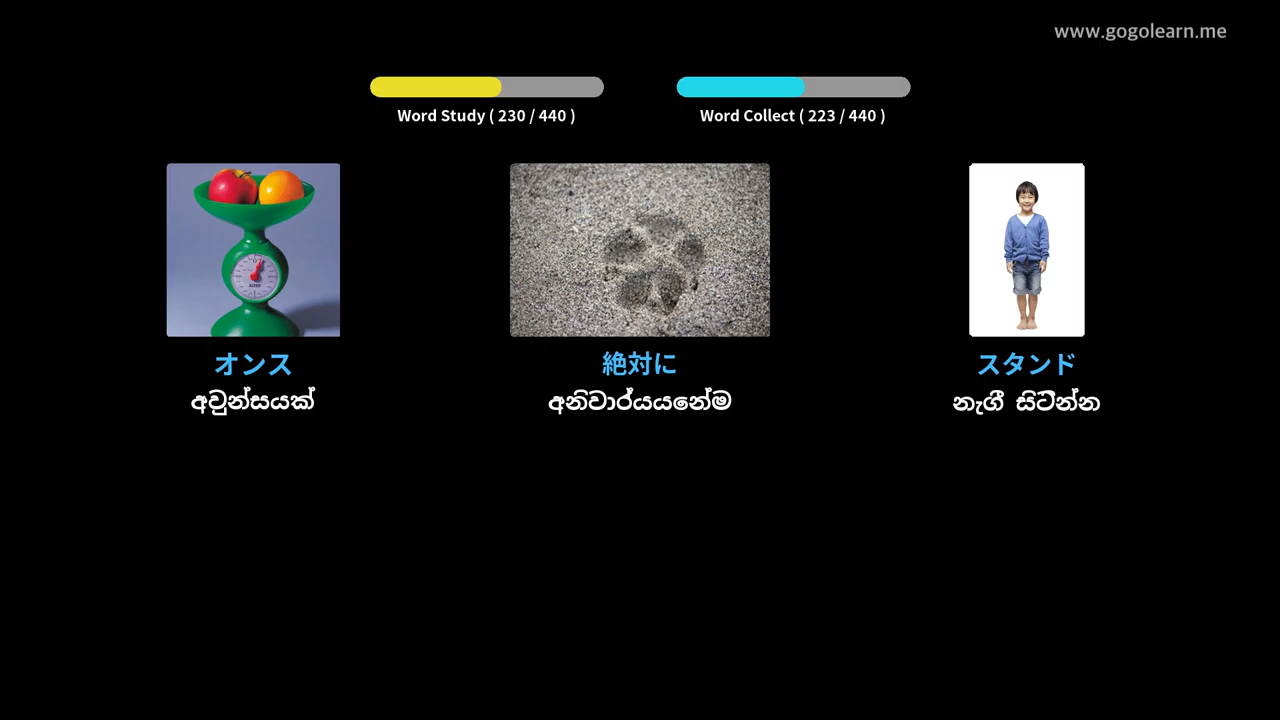 www.gogolearn.me
Word Study ( 230 / 440 )
Word Collect ( 223 / 440 )
オンス
絶対に
スタンド
අවුන්සයක්
අනිවාර්යයනේම
නැගී සිටින්න